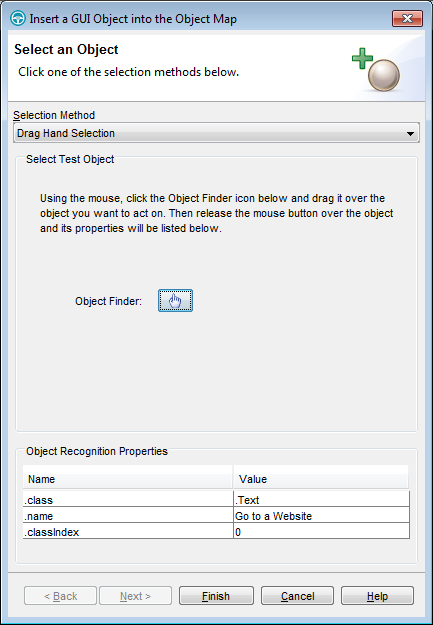 Insert a GUI Object into the Object Map
Select an Object
Click one of the selection methods below.
Selection Method
Drag Hand Selection
Select Test Object
Using the mouse, click the Object Finder icon below and drag it over the
object you want to act on. Then release the mouse button over the object
and its properties will be listed below.
Object Finder:
Object Recognition Properties
Name Value
.class .Text
.name Go to a Website
.classIndex 0
< Back Next > Finish Cancel Help